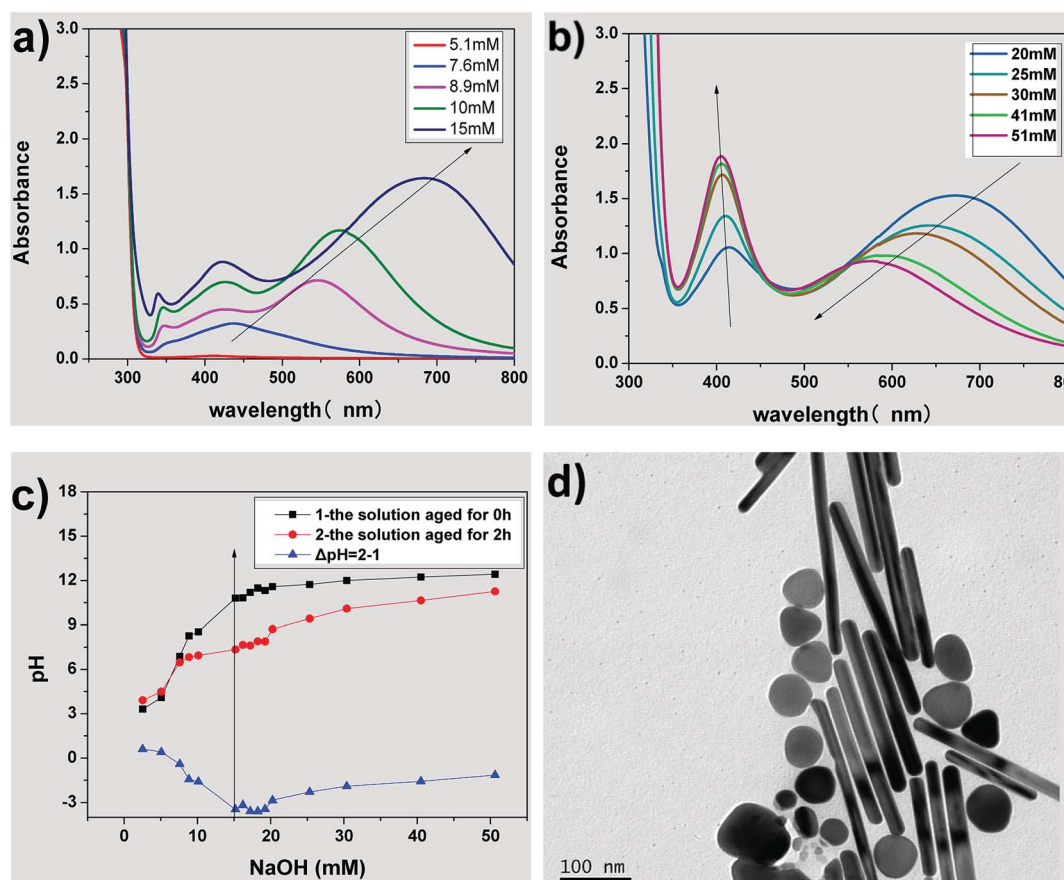 a)
3.0
2.5
2.0
1.5
1.0
0.5
0.0
Absorbance
5.1mM
7.6mM
8.9mM
10mM
15mM
300 400 500 600 700 800
wavelength( nm)
b)
3.0
2.5
2.0
1.5
1.0
0.5
0.0
Absorbance
20mM
25mM
30mM
41mM
51mM
300 400 500 600 700
wavelength( nm)
c)
18
15
12
9
6
3
0
-3
pH
1-the solution aged for 0h
2-the solution aged for 2h
ΔpH=2-1
0 10 20 30 40 50
NaOH (mM)
d)
100 nm